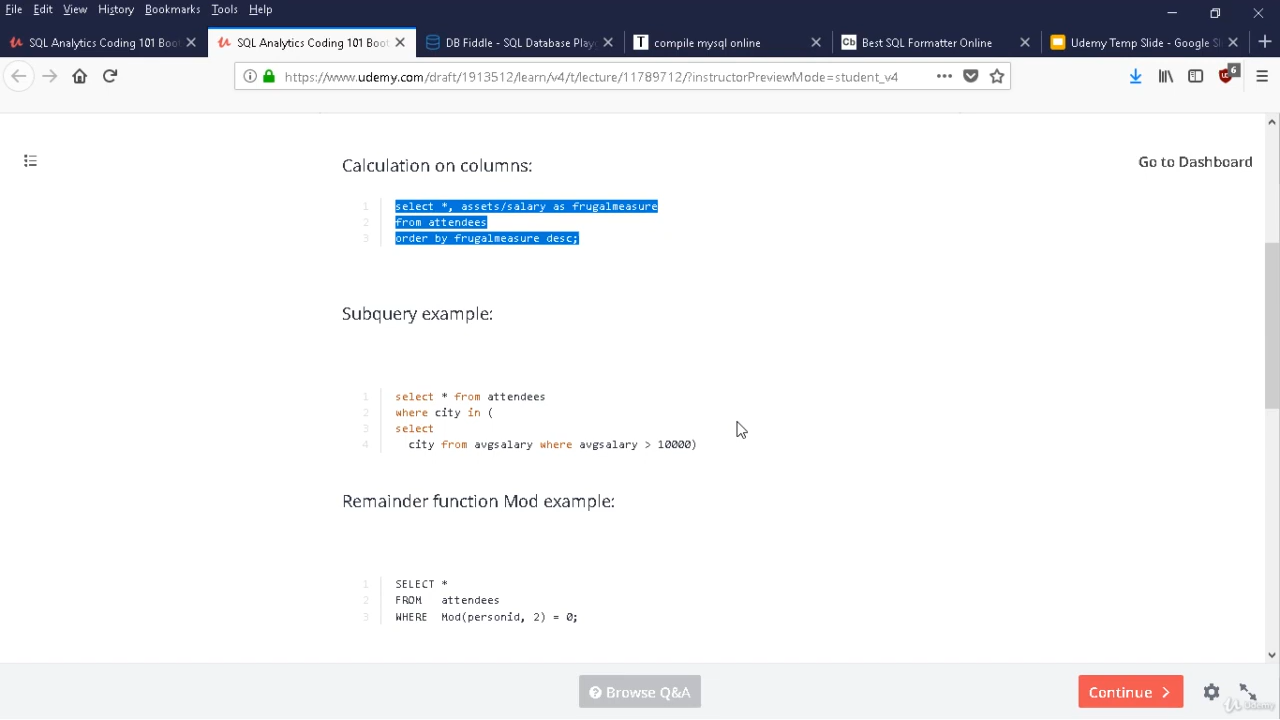 File Edit View History Bookmarks Tools Help
SQL Analytics Coding 101 Boot
SQL Analytics Coding 101 Boot
DB Fiddle - SQL Database Play
T compile mysql online
Cb Best SQL Formatter Online
Udemy Temp Slide - Google S
https://www.udemy.com/draft/1913512/learn/v4/t/lecture/11789712/?instructorPreviewMode=student_v4
6
Go to Dashboard
Calculation on columns:
1 select *, assets/salary as frugalmeasure
2 from attendees
3 order by frugalmeasure desc;
Subquery example:
1 select * from attendees
2 where city in (
3 select
4 city from avgsalary where avgsalary > 10000)
Remainder function Mod example:
1 SELECT *
2 FROM attendees
3 WHERE Mod(personid, 2) = 0;
Browse Q&A
Continue
Udemy